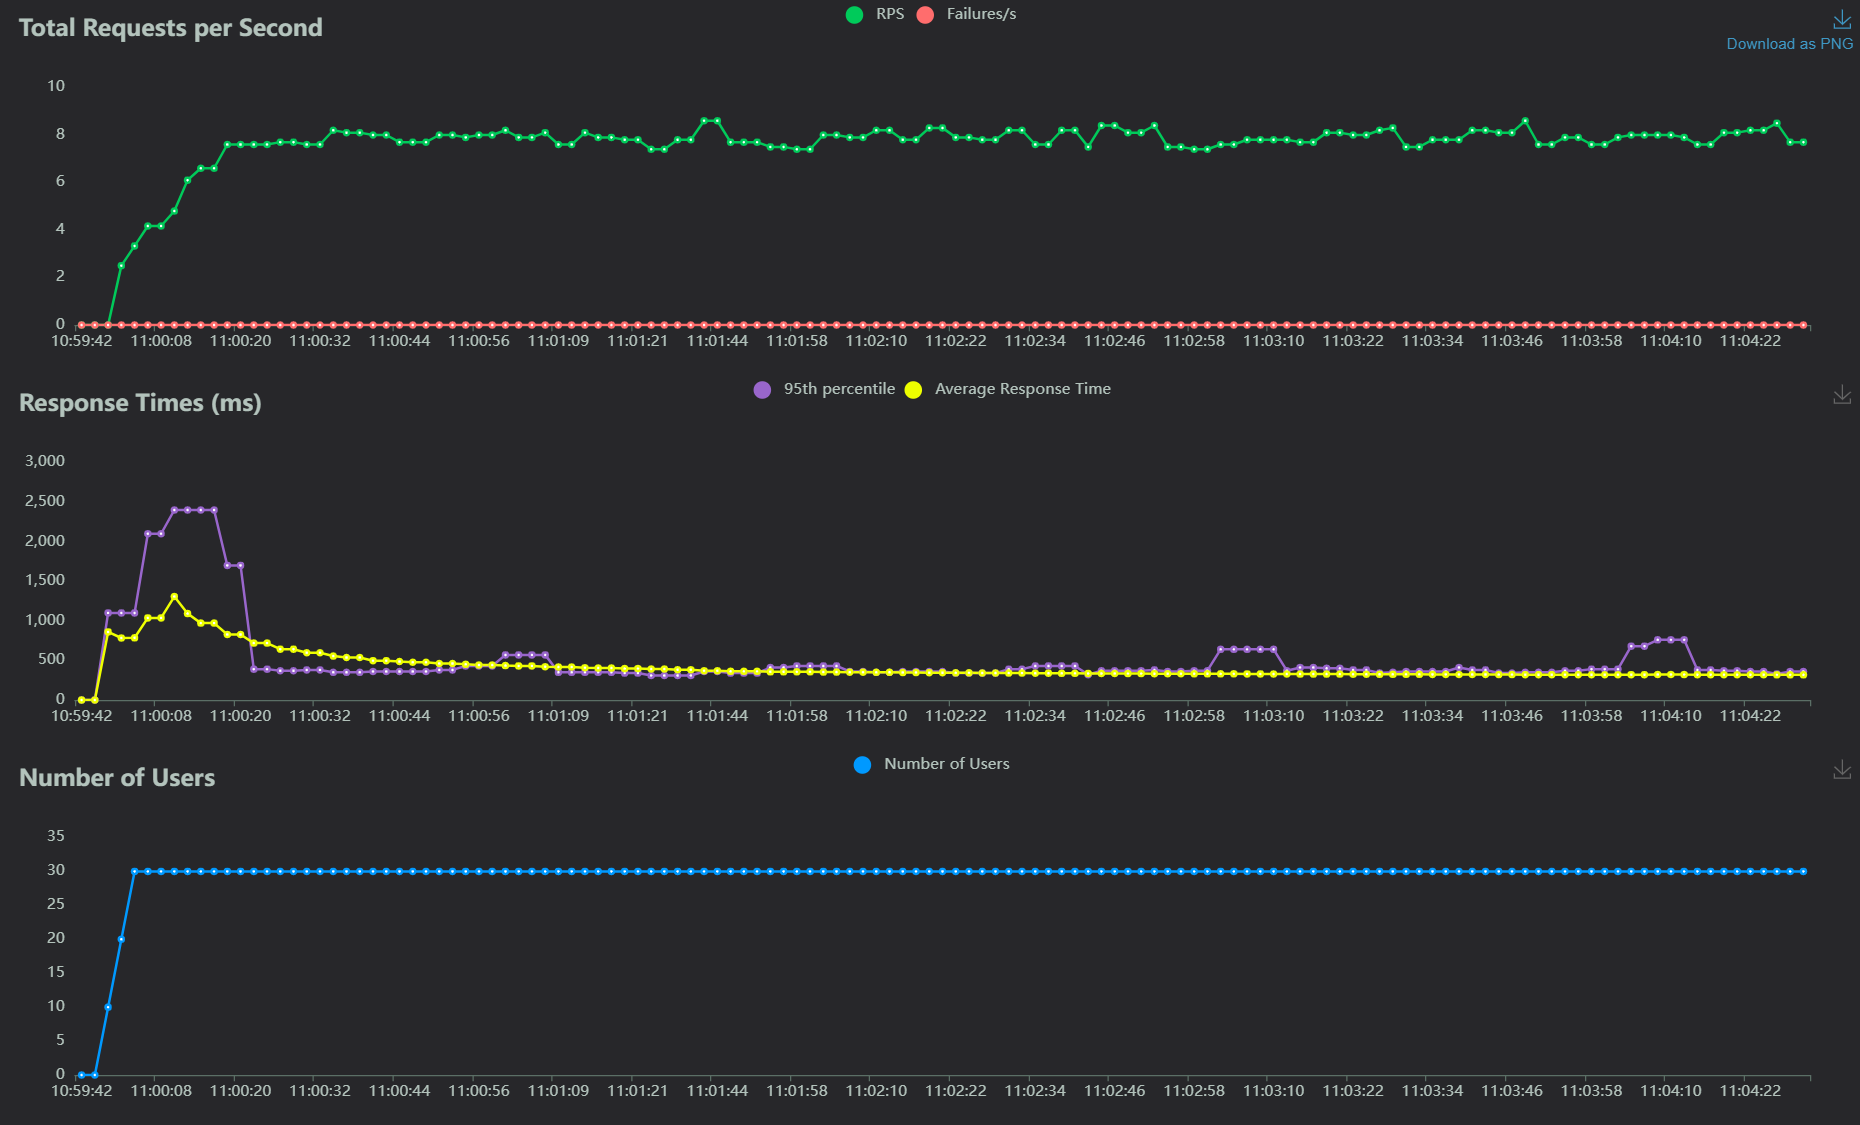 Total Requests per Second
RPS Failures/s
Download as PNG
10
8
6
4
2
0
10:59:42 11:00:08 11:00:20 11:00:32 11:00:44 11:00:56 11:01:09 11:01:21 11:01:44 11:01:58 11:02:10 11:02:22 11:02:34 11:02:46 11:02:58 11:03:10 11:03:22 11:03:34 11:03:46 11:03:58 11:04:10 11:04:22
Response Times (ms)
95th percentile Average Response Time
3,000
2,500
2,000
1,500
1,000
500
0
10:59:42 11:00:08 11:00:20 11:00:32 11:00:44 11:00:56 11:01:09 11:01:21 11:01:44 11:01:58 11:02:10 11:02:22 11:02:34 11:02:46 11:02:58 11:03:10 11:03:22 11:03:34 11:03:46 11:03:58 11:04:10 11:04:22
Number of Users
Number of Users
35
30
25
20
15
10
5
0
10:59:42 11:00:08 11:00:20 11:00:32 11:00:44 11:00:56 11:01:09 11:01:21 11:01:44 11:01:58 11:02:10 11:02:22 11:02:34 11:02:46 11:02:58 11:03:10 11:03:22 11:03:34 11:03:46 11:03:58 11:04:10 11:04:22